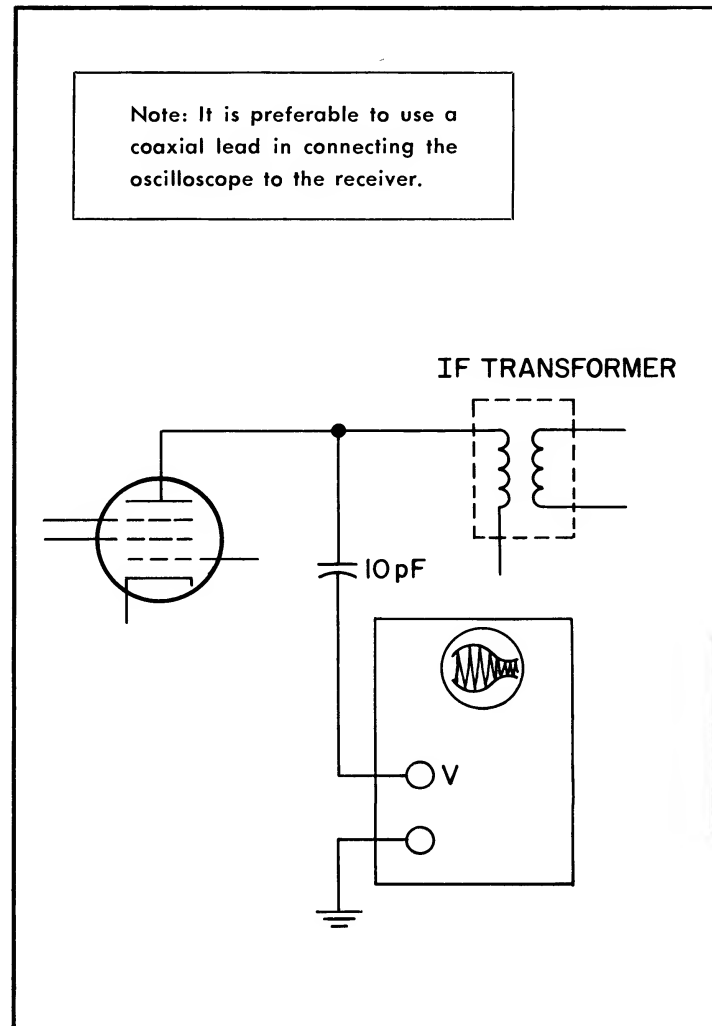 Note: It is preferable to use a
coaxial lead in connecting the
oscilloscope to the receiver.
IF TRANSFORMER
10 pF
V